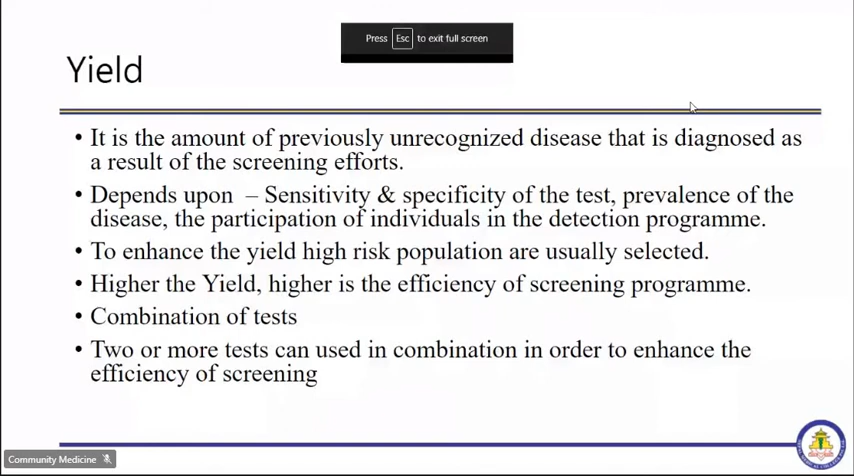 Press Esc to exit full screen
Yield
• It is the amount of previously unrecognized disease that is diagnosed as
a result of the screening efforts.
• Depends upon – Sensitivity & specificity of the test, prevalence of the
disease, the participation of individuals in the detection programme.
• To enhance the yield high risk population are usually selected.
• Higher the Yield, higher is the efficiency of screening programme.
• Combination of tests
• Two or more tests can used in combination in order to enhance the
efficiency of screening
Community Medicine